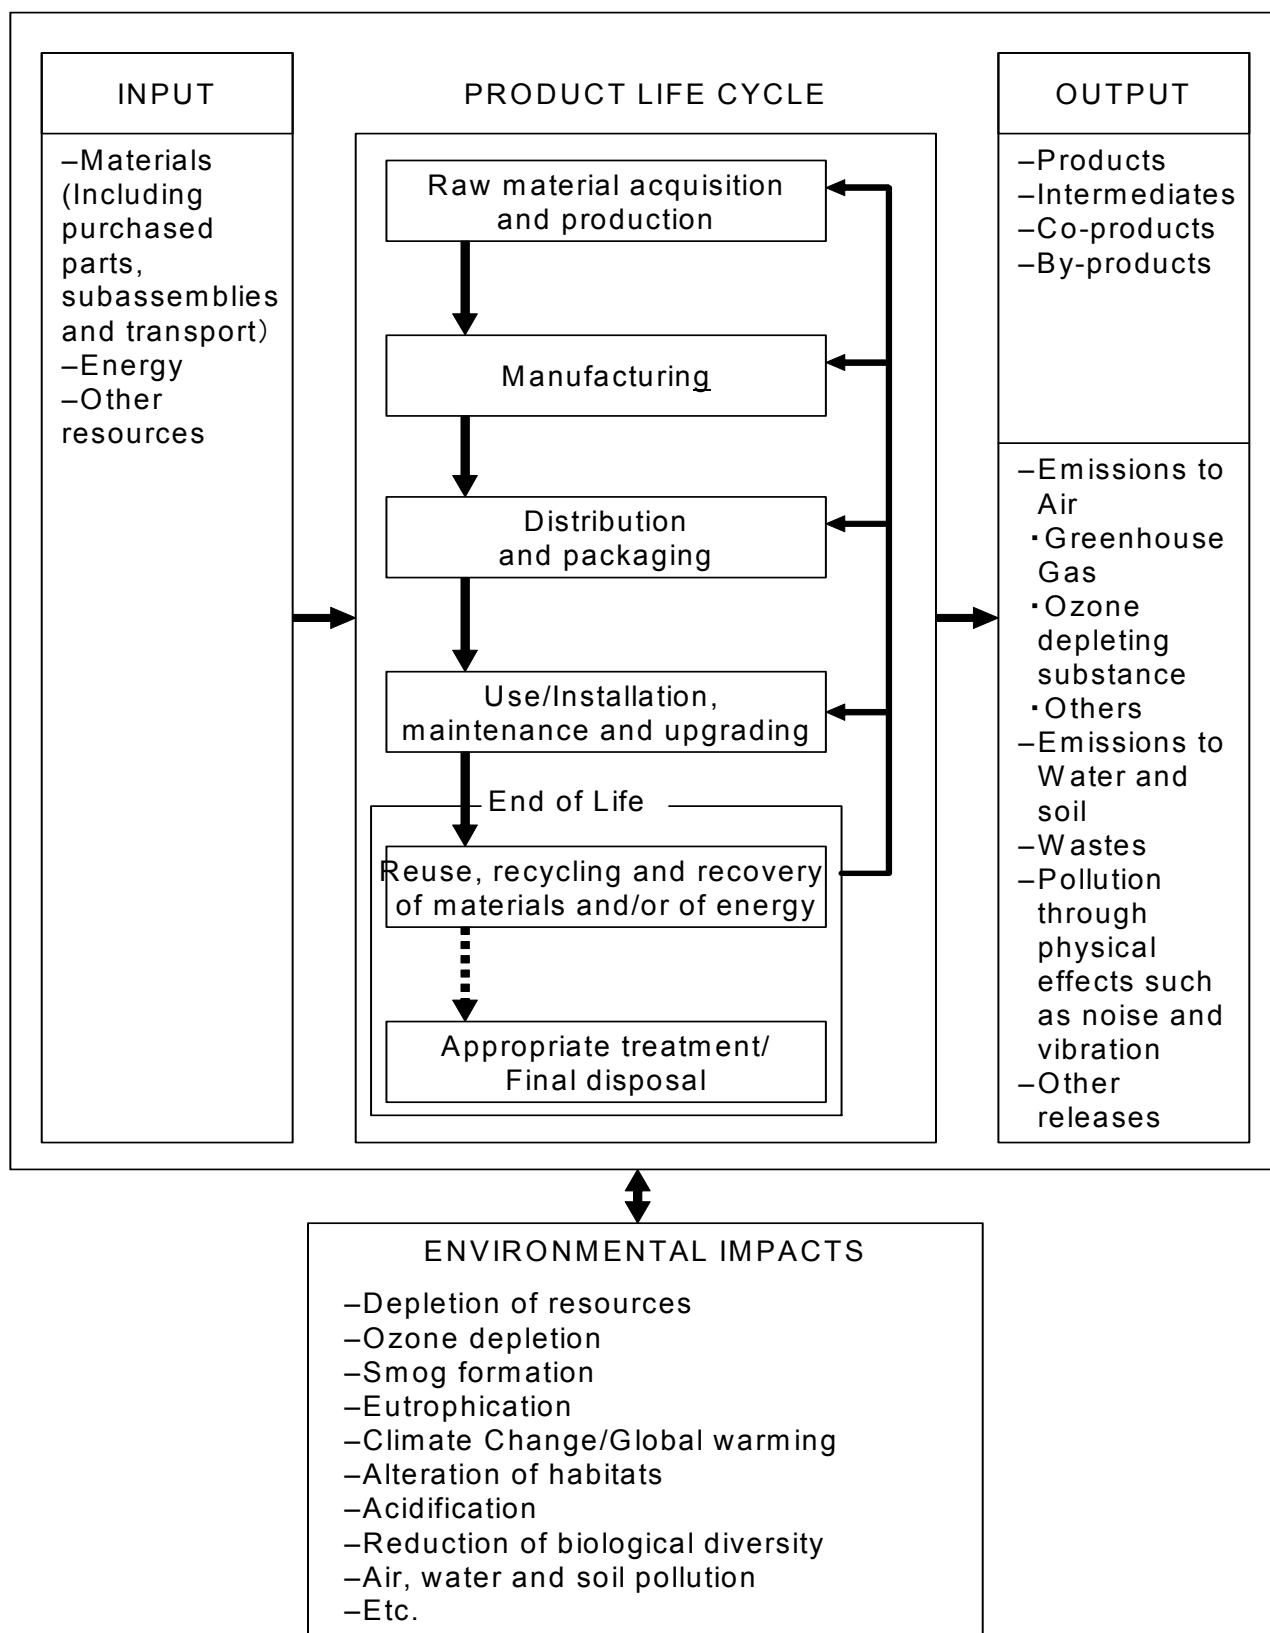 INPUT
–Materials
(Including
purchased
parts,
subassemblies
and transport）
–Energy
–Other
resources
PRODUCT LIFE CYCLE
Raw material acquisition
and production
Manufacturing
Distribution
and packaging
Use/Installation,
maintenance and upgrading
End of Life
Reuse, recycling and recovery
of materials and/or of energy
Appropriate treatment/
Final disposal
OUTPUT
–Products
–Intermediates
–Co-products
–By-products
–Emissions to
Air
・Greenhouse
Gas
・Ozone
depleting
substance
・Others
–Emissions to
Water and
soil
–Wastes
–Pollution
through
physical
effects such
as noise and
vibration
–Other
releases
ENVIRONMENTAL IMPACTS
–Depletion of resources
–Ozone depletion
–Smog formation
–Eutrophication
–Climate Change/Global warming
–Alteration of habitats
–Acidification
–Reduction of biological diversity
–Air, water and soil pollution
–Etc.